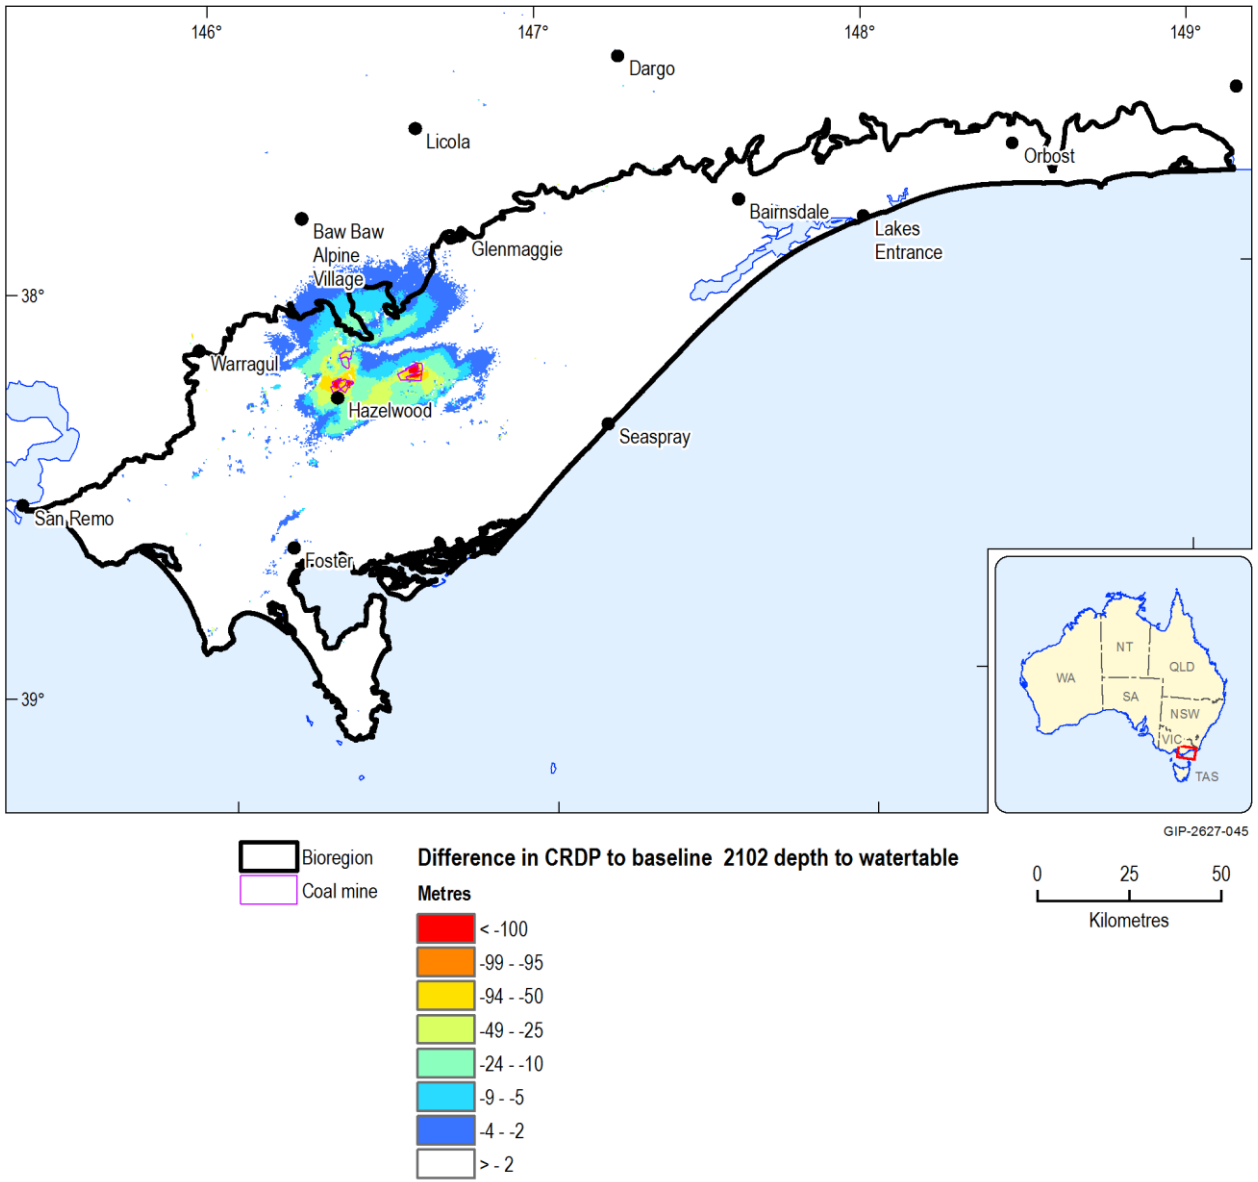 146° 147° 148° 149°
Dargo
Licola
Orbost
Bairnsdale
Lakes
Entrance
Baw Baw
Alpine
Village
Glenmaggie
38°
Warragul
Hazelwood
Seaspray
San Remo
Foster
39°
NT
QLD
WA
SA
NSW
VIC
TAS
GIP-2627-045
Bioregion
Coal mine
Difference in CRDP to baseline 2102 depth to watertable
Metres
< -100
-99 - -95
-94 - -50
-49 - -25
-24 - -10
-9 - -5
-4 - -2
> - 2
0 25 50
Kilometres